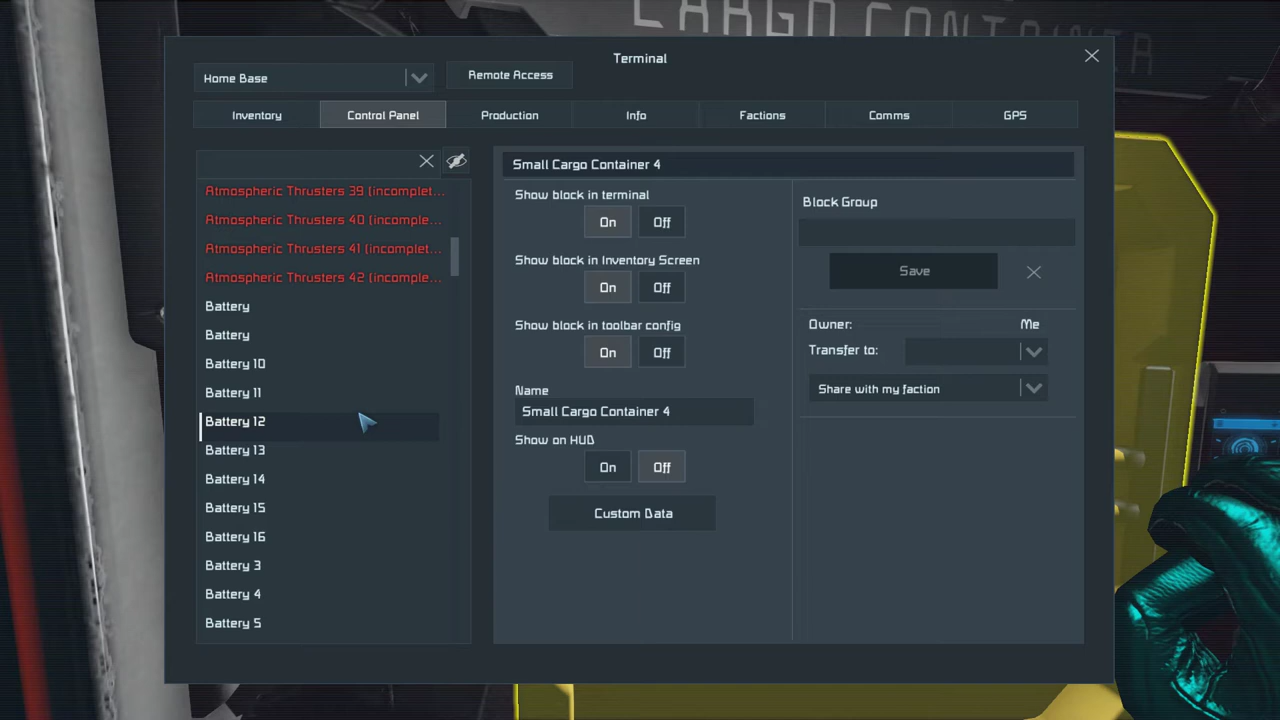 CARGO CONTAINER
Terminal
Home Base
Remote Access
Inventory
Control Panel
Production
Info
Factions
Comms
GPS
Atmospheric Thrusters 39 (incomplet...
Atmospheric Thrusters 40 (incomple...
Atmospheric Thrusters 41 (incomplet...
Atmospheric Thrusters 42 (incomple...
Battery
Battery
Battery 10
Battery 11
Battery 12
Battery 13
Battery 14
Battery 15
Battery 16
Battery 3
Battery 4
Battery 5
Small Cargo Container 4
Show block in terminal
On Off
Show block in Inventory Screen
On Off
Show block in toolbar config
On Off
Name
Small Cargo Container 4
Show on HUD
On Off
Custom Data
Block Group
Save
Owner: Me
Transfer to:
Share with my faction